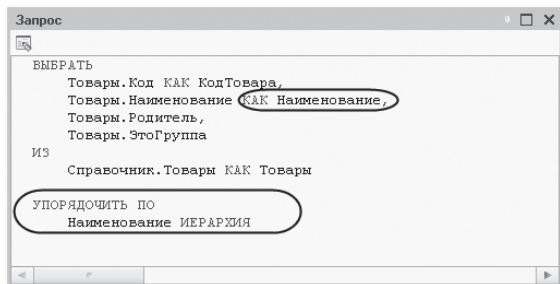 Запрос
ВЫБРАТЬ
Товары.Код КАК КодТовара,
Товары.Наименование КАК Наименование,
Товары.Родитель,
Товары.ЭтоГруппа
ИЗ
Справочник.Товары КАК Товары
УПОРЯДОЧИТЬ ПО
Наименование ИЕРАРХИЯ